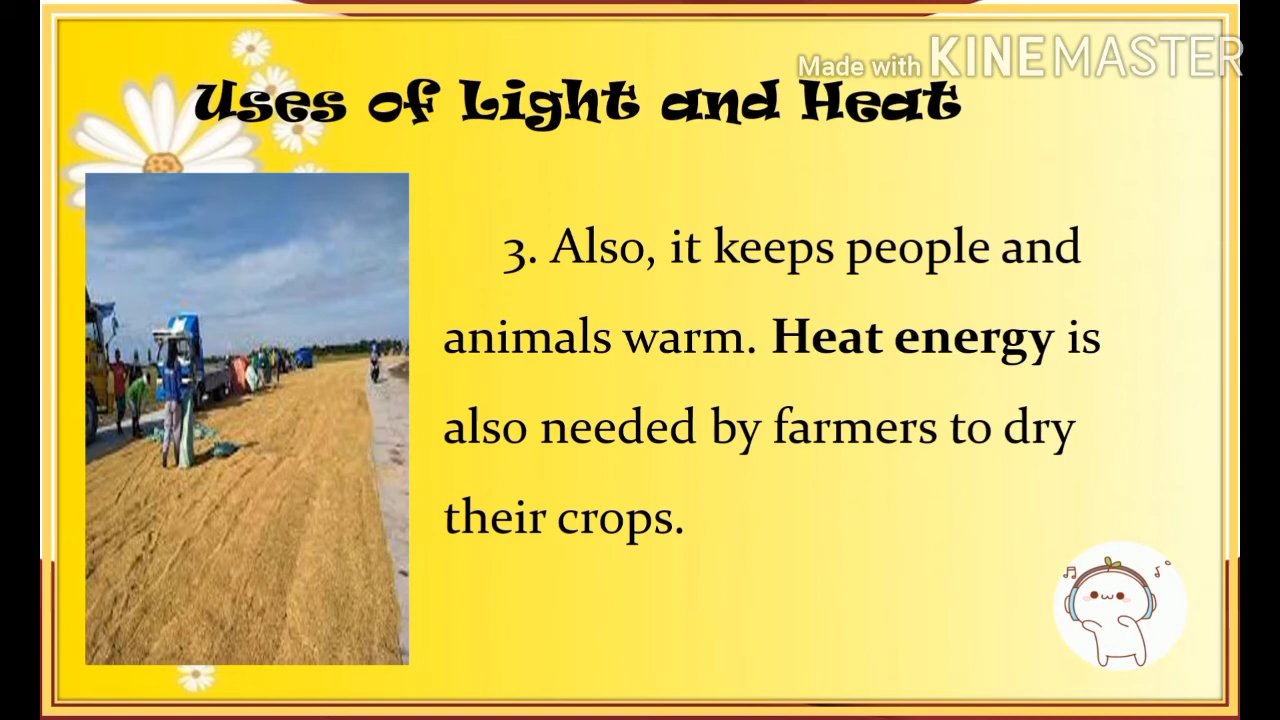 Made with KINEMASTER
Uses of Light and Heat
3. Also, it keeps people and
animals warm. Heat energy is
also needed by farmers to dry
their crops.